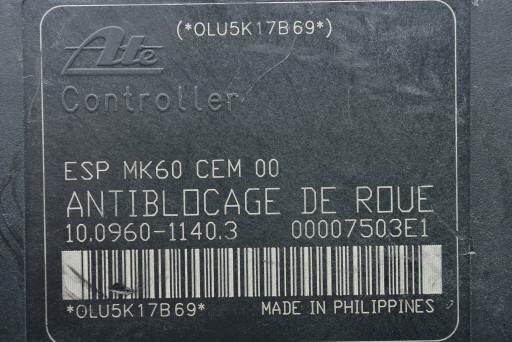 (*OLU5K17B69*)
Ate
Controller
ESP MK60 CEM 00
ANTIBLOCAGE DE ROUE
10.0960-1140.3 00007503E1
*OLU5K17B69* MADE IN PHILIPPINES